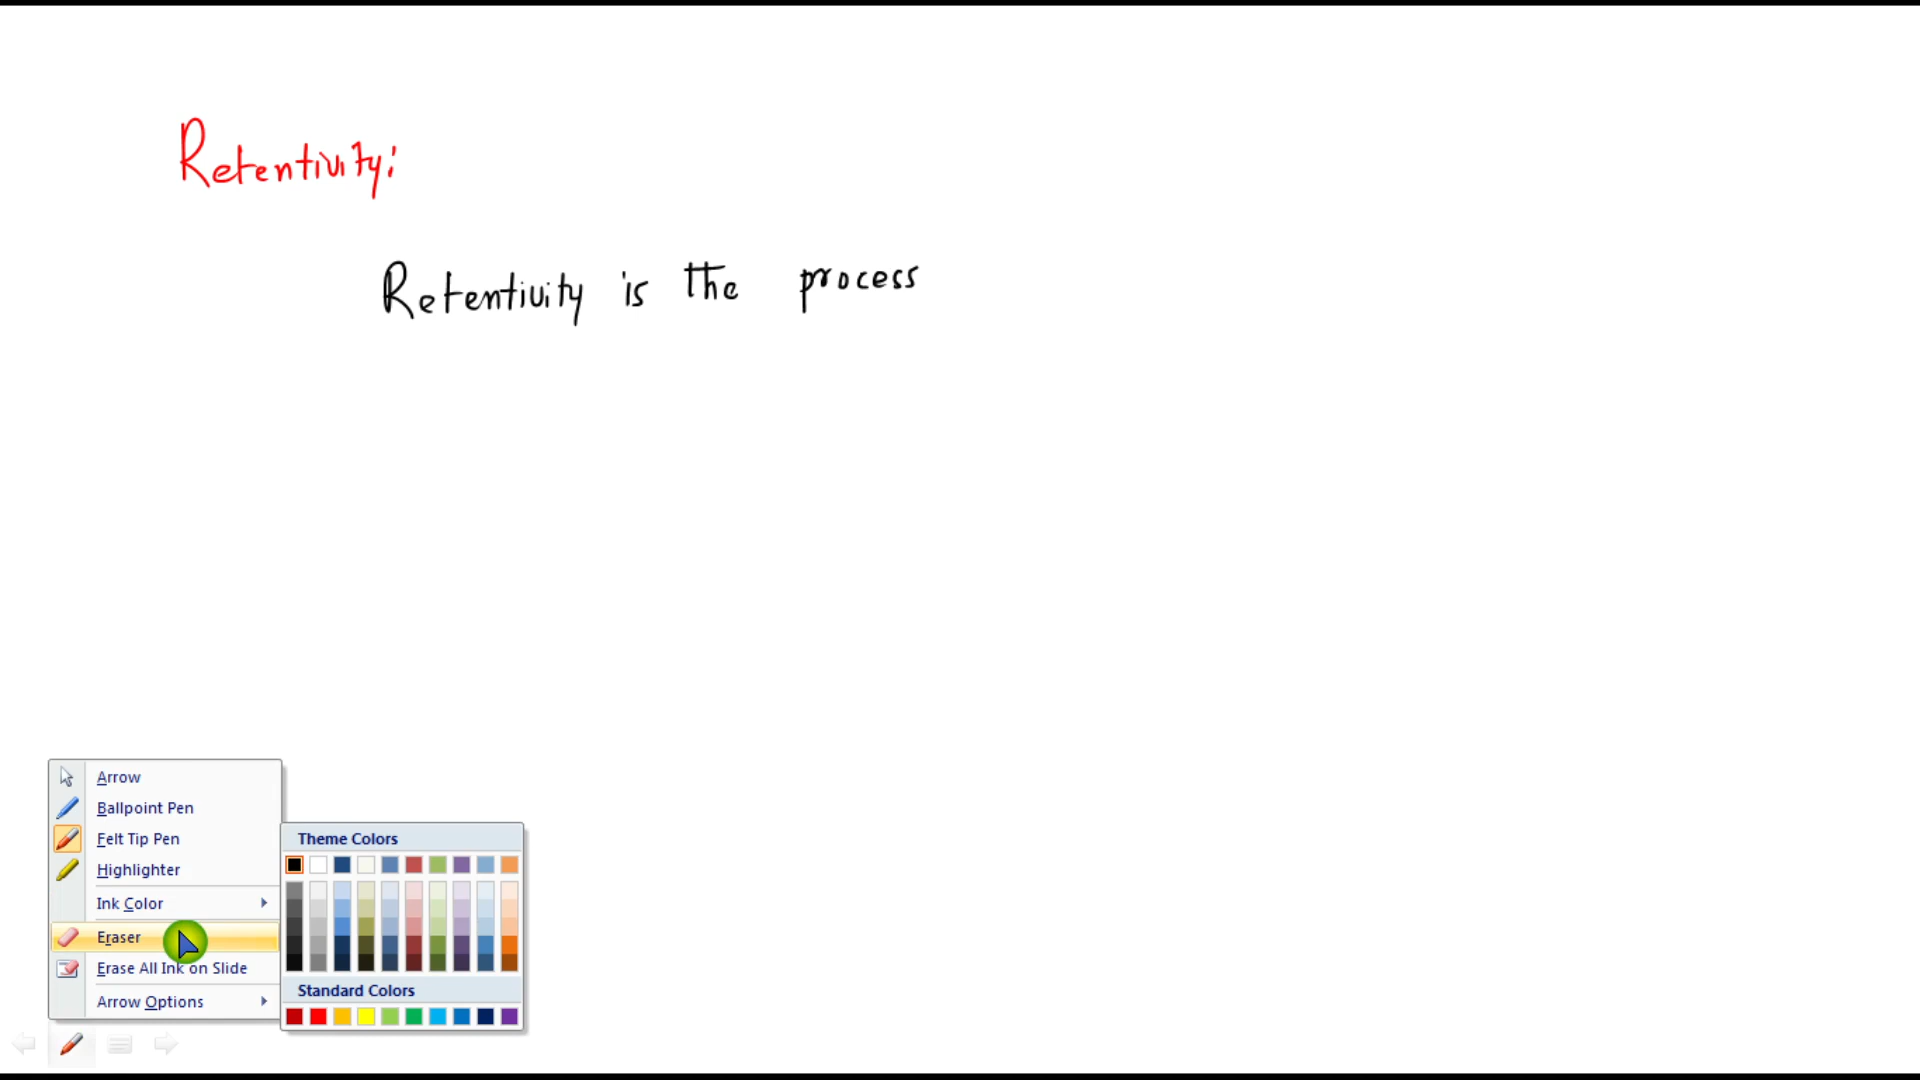 Retentivity:
Retentivity is the process
Arrow
Ballpoint Pen
Felt Tip Pen
Highlighter
Ink Color
Eraser
Erase All Ink on Slide
Arrow Options
Theme Colors
Standard Colors